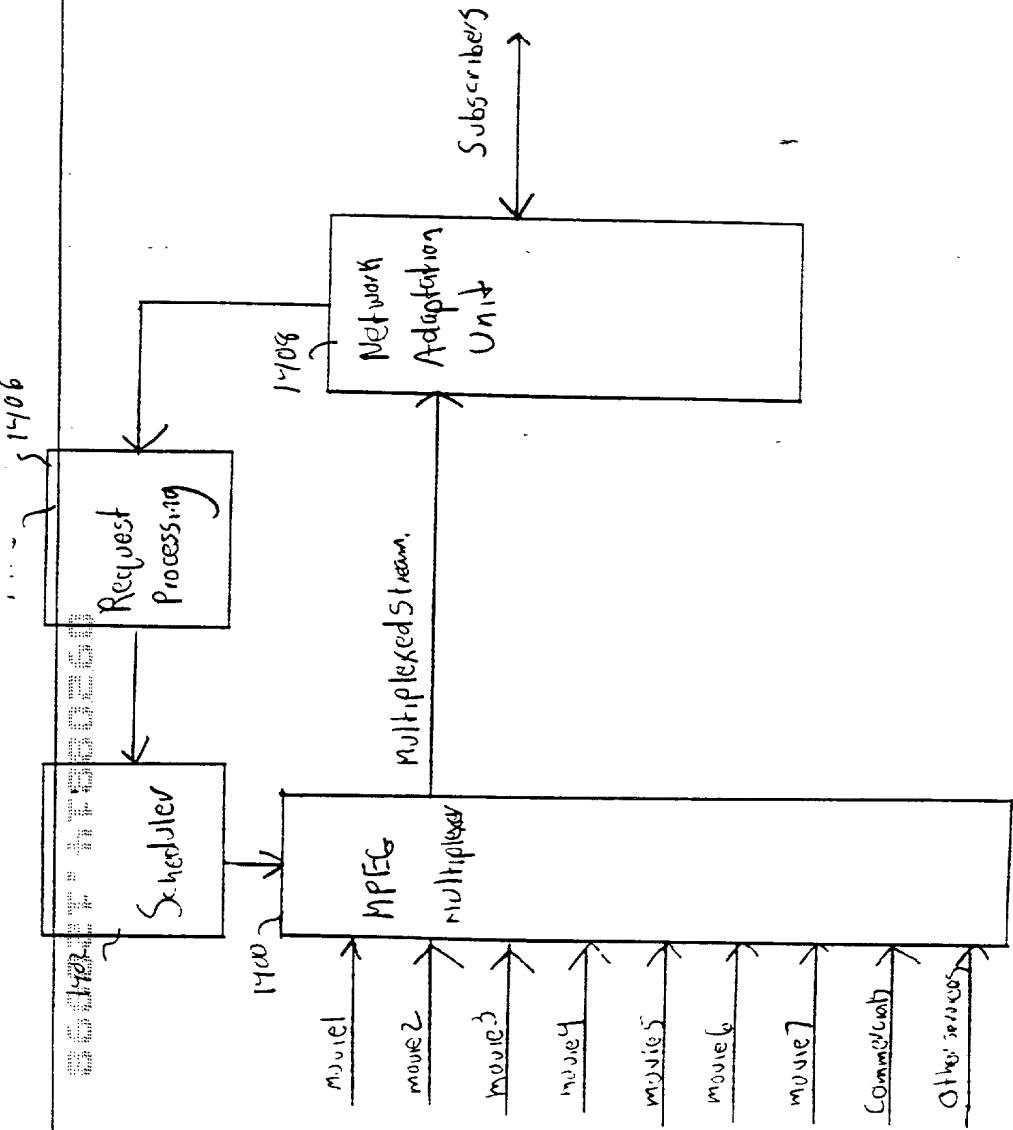 1406
Request
Processing
Scheduler
1400
MPEG
Multiplexer
Multiplexed Stream.
1408
Network
Adaptation
Unit
Subscribers
Movie1
movie2
movie3
movie4
movie5
movie6
movie7
Commercials
Other services